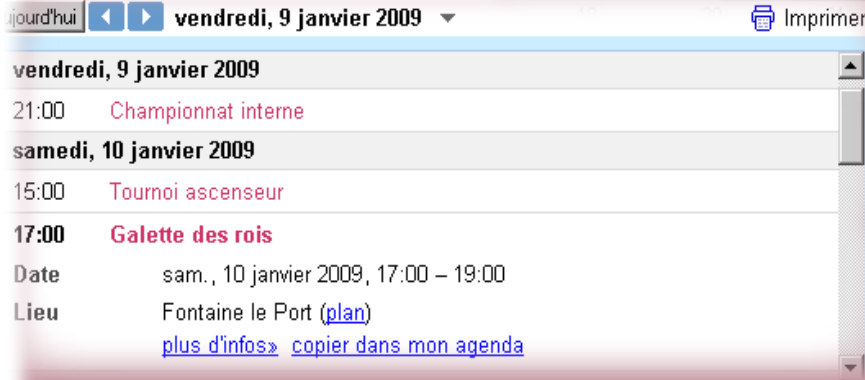 ujourd'hui vendredi, 9 janvier 2009 Imprimer
vendredi, 9 janvier 2009
21:00 Championnat interne
samedi, 10 janvier 2009
15:00 Tournoi ascenseur
17:00 Galette des rois
Date sam., 10 janvier 2009, 17:00 – 19:00
Lieu Fontaine le Port (plan)
plus d'infos» copier dans mon agenda